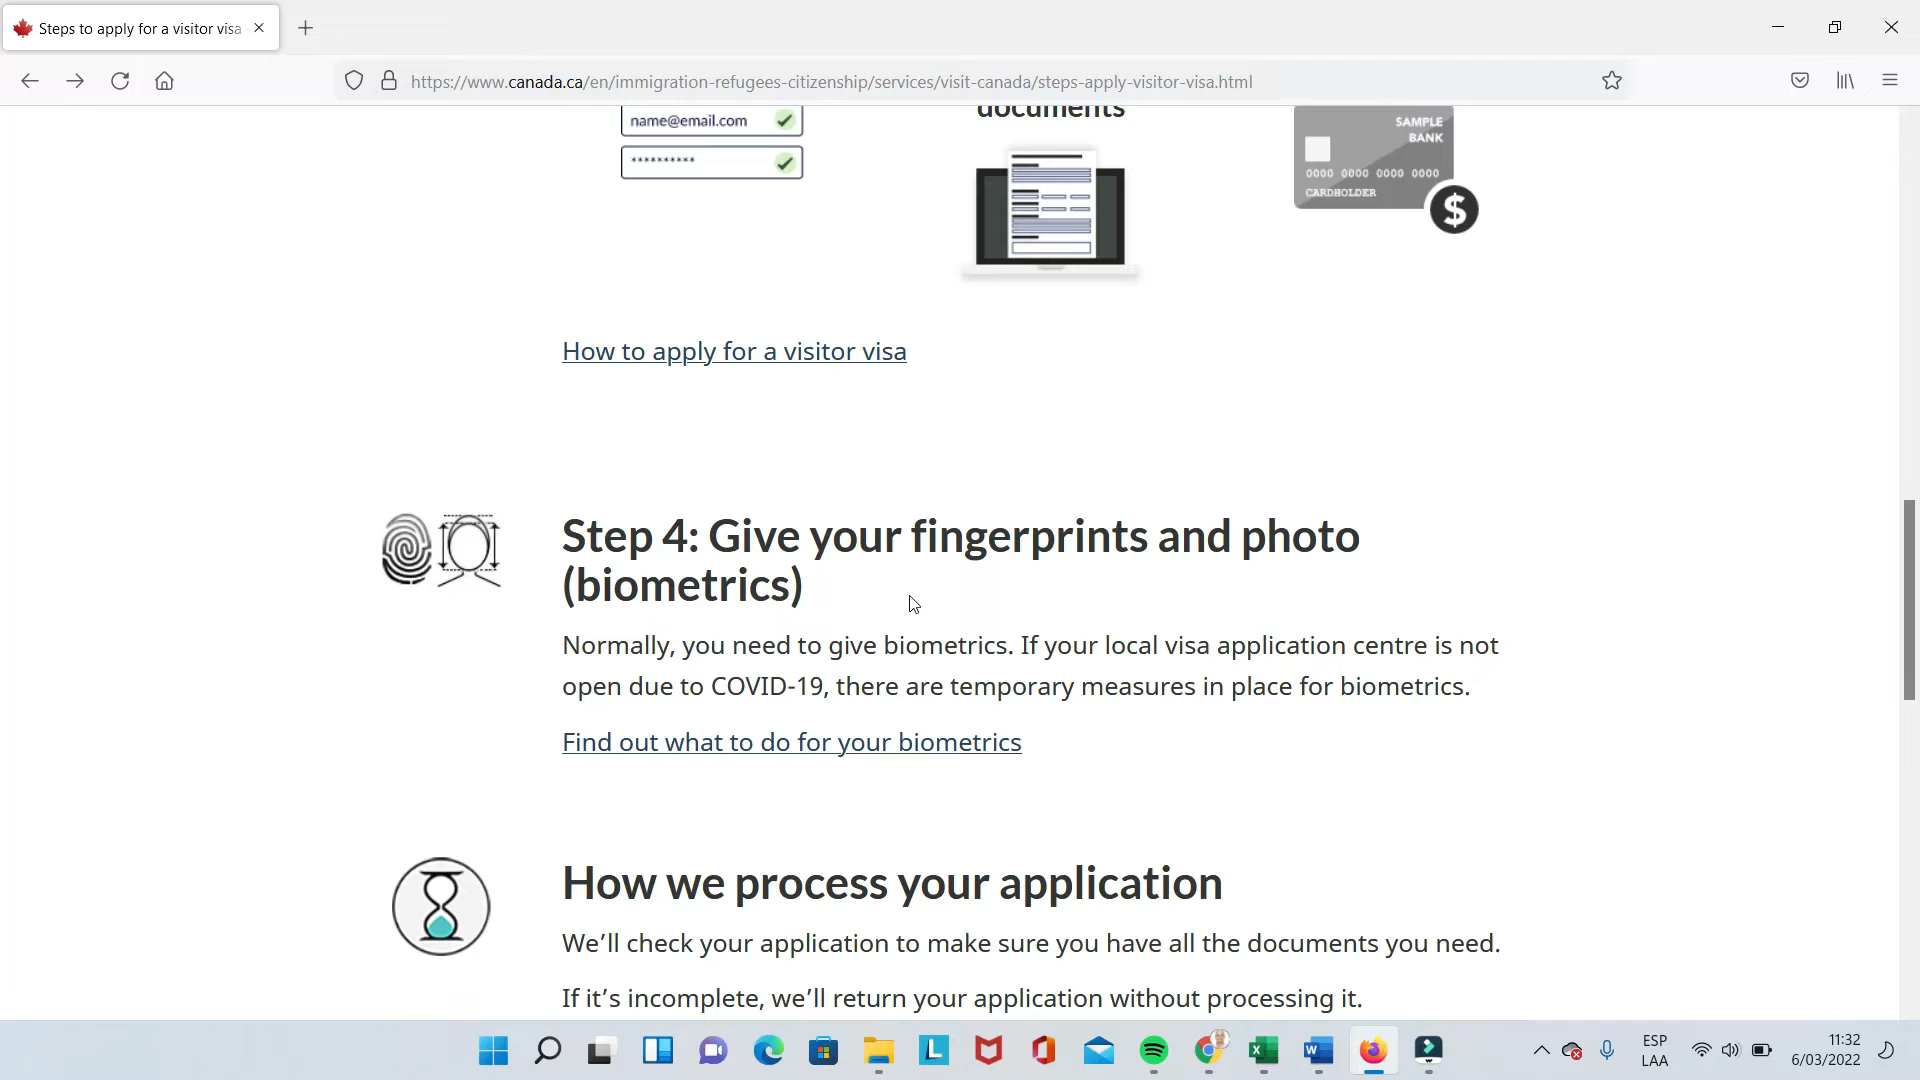 Steps to apply for a visitor visa
https://www.canada.ca/en/immigration-refugees-citizenship/services/visit-canada/steps-apply-visitor-visa.html
name@email.com
**********
documents
SAMPLE
BANK
0000 0000 0000 0000
CARDHOLDER
$
How to apply for a visitor visa
Step 4: Give your fingerprints and photo
(biometrics)
Normally, you need to give biometrics. If your local visa application centre is not
open due to COVID-19, there are temporary measures in place for biometrics.
Find out what to do for your biometrics
How we process your application
We’ll check your application to make sure you have all the documents you need.
If it’s incomplete, we’ll return your application without processing it.
L
X
W
ESP
LAA
11:32
6/03/2022